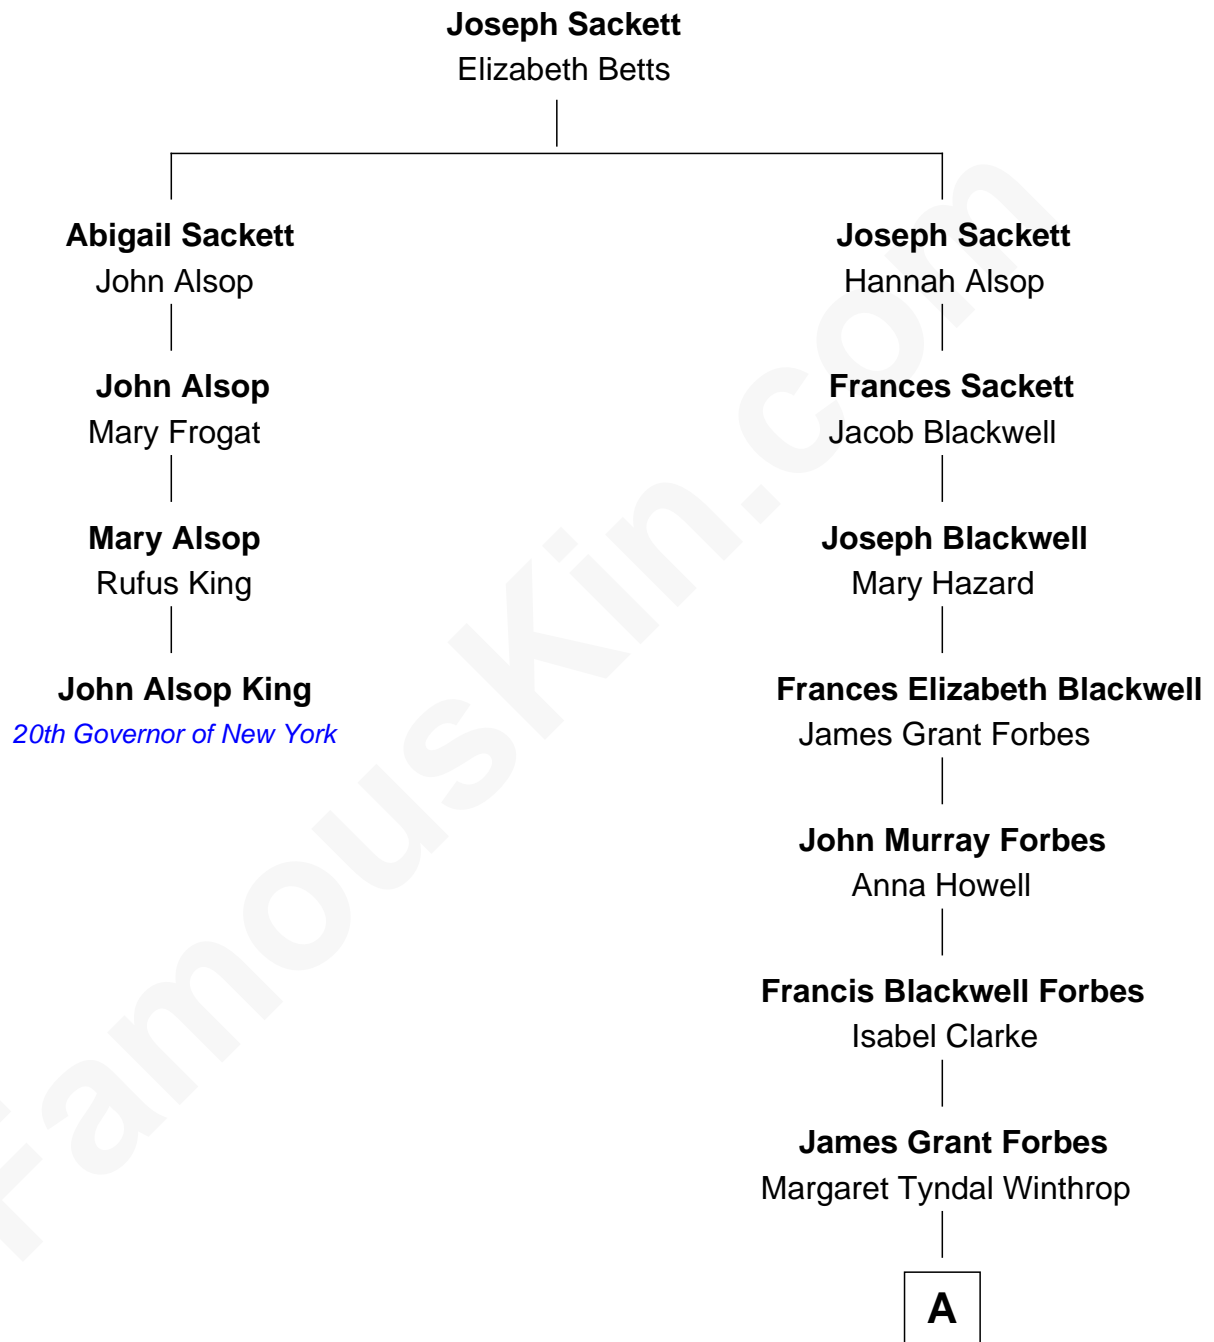 Joseph Sackett
Elizabeth Betts
Abigail Sackett
John Alsop
Joseph Sackett
Hannah Alsop
John Alsop
Mary Frogat
Frances Sackett
Jacob Blackwell
Mary Alsop
Rufus King
Joseph Blackwell
Mary Hazard
John Alsop King
20th Governor of New York
Frances Elizabeth Blackwell
James Grant Forbes
John Murray Forbes
Anna Howell
Francis Blackwell Forbes
Isabel Clarke
James Grant Forbes
Margaret Tyndal Winthrop
A
FamousKin.com